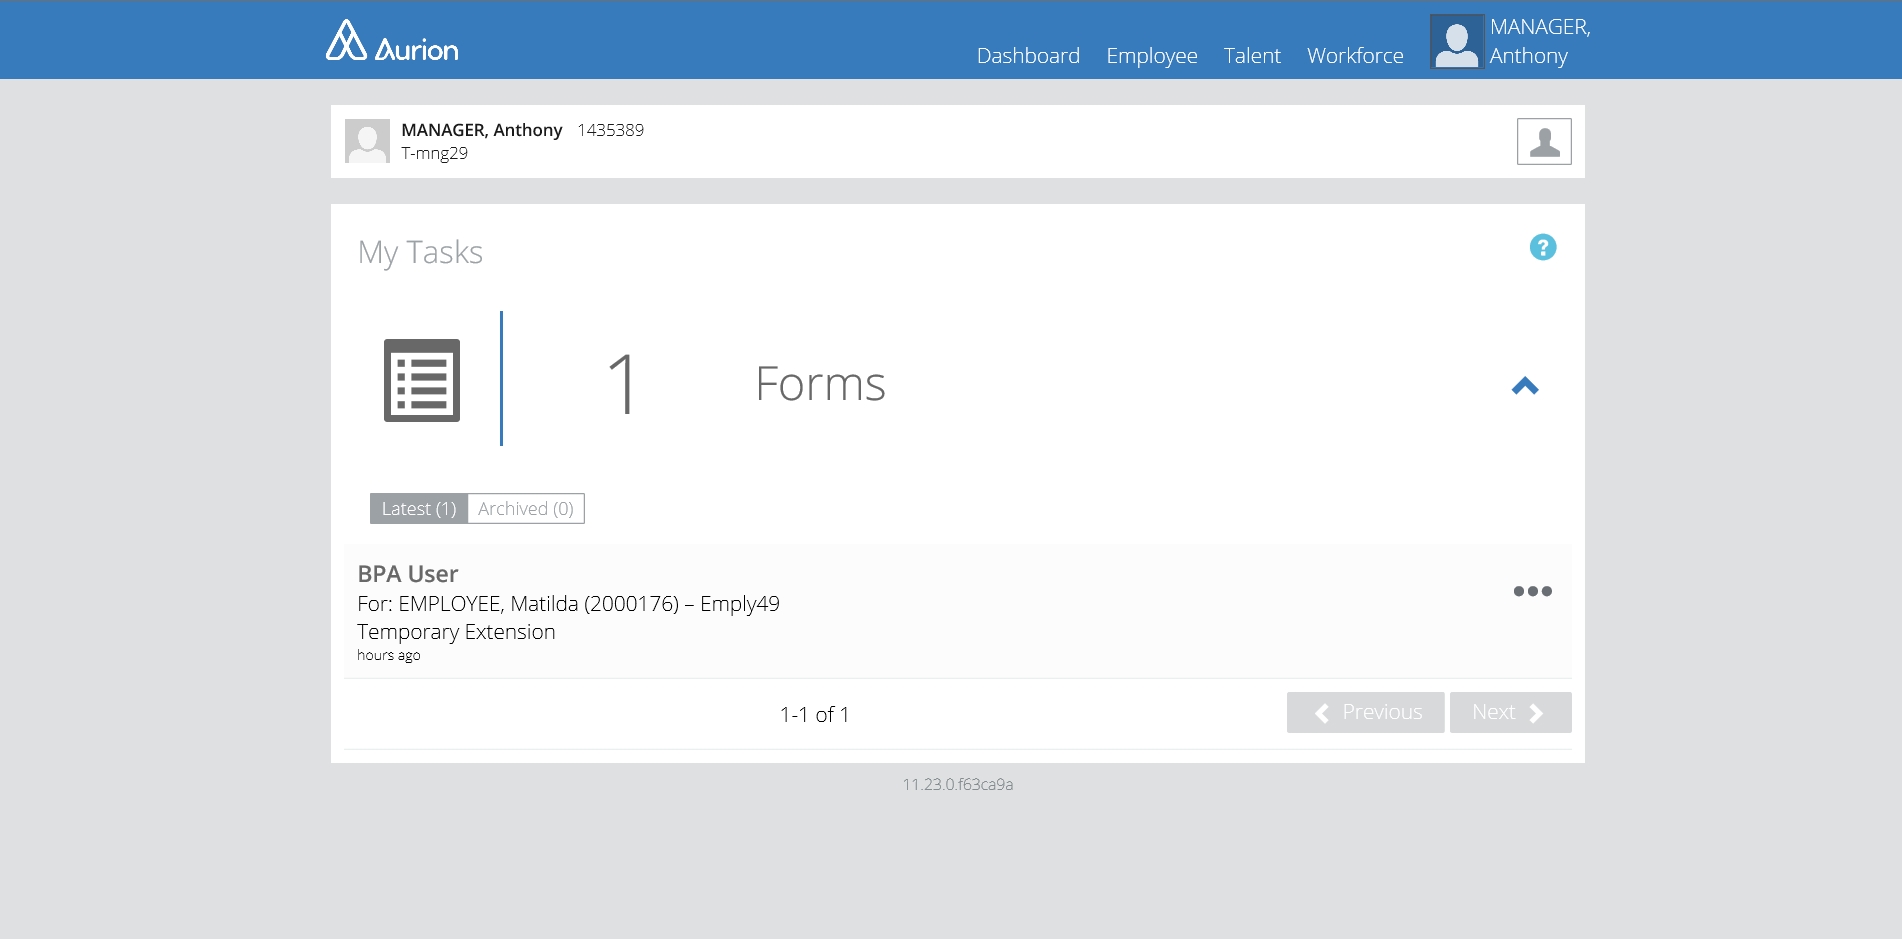 Aurion
Dashboard Employee Talent Workforce
MANAGER,
Anthony
MANAGER, Anthony 1435389
T-mng29
My Tasks
?
1 Forms
Latest (1) Archived (0)
BPA User
For: EMPLOYEE, Matilda (2000176) – Emply49
Temporary Extension
hours ago
1-1 of 1
Previous Next
11.23.0.f63ca9a